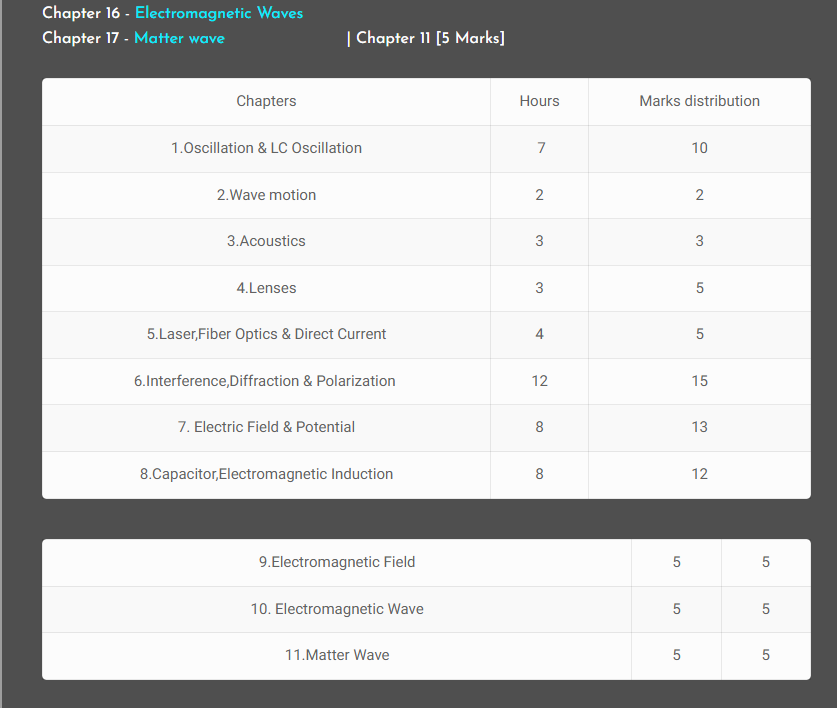 Chapter 16 - Electromagnetic Waves
Chapter 17 - Matter wave | Chapter 11 [5 Marks]
Chapters Hours Marks distribution
1.Oscillation & LC Oscillation 7 10
2.Wave motion 2 2
3.Acoustics 3 3
4.Lenses 3 5
5.Laser,Fiber Optics & Direct Current 4 5
6.Interference,Diffraction & Polarization 12 15
7. Electric Field & Potential 8 13
8.Capacitor,Electromagnetic Induction 8 12
9.Electromagnetic Field 5 5
10. Electromagnetic Wave 5 5
11.Matter Wave 5 5